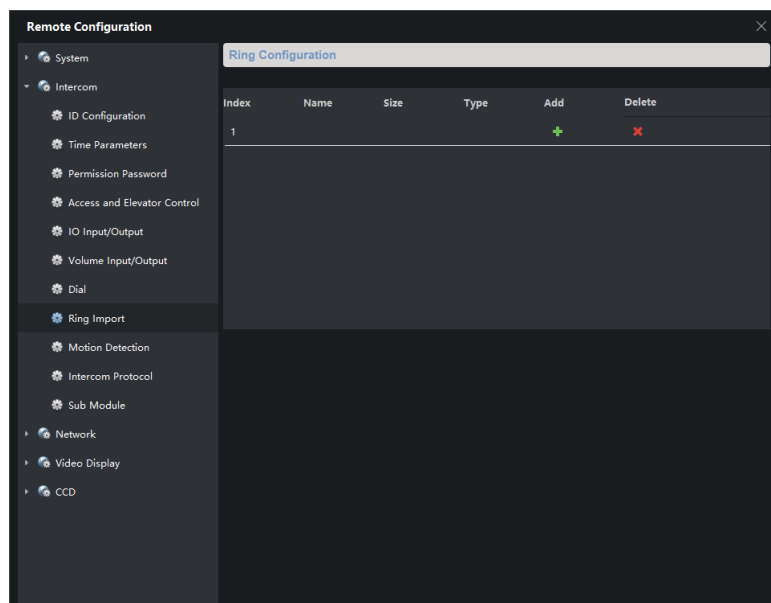 Remote Configuration
System
Intercom
ID Configuration
Time Parameters
Permission Password
Access and Elevator Control
IO Input/Output
Volume Input/Output
Dial
Ring Import
Motion Detection
Intercom Protocol
Sub Module
Network
Video Display
CCD
Ring Configuration
Index Name Size Type Add Delete
1